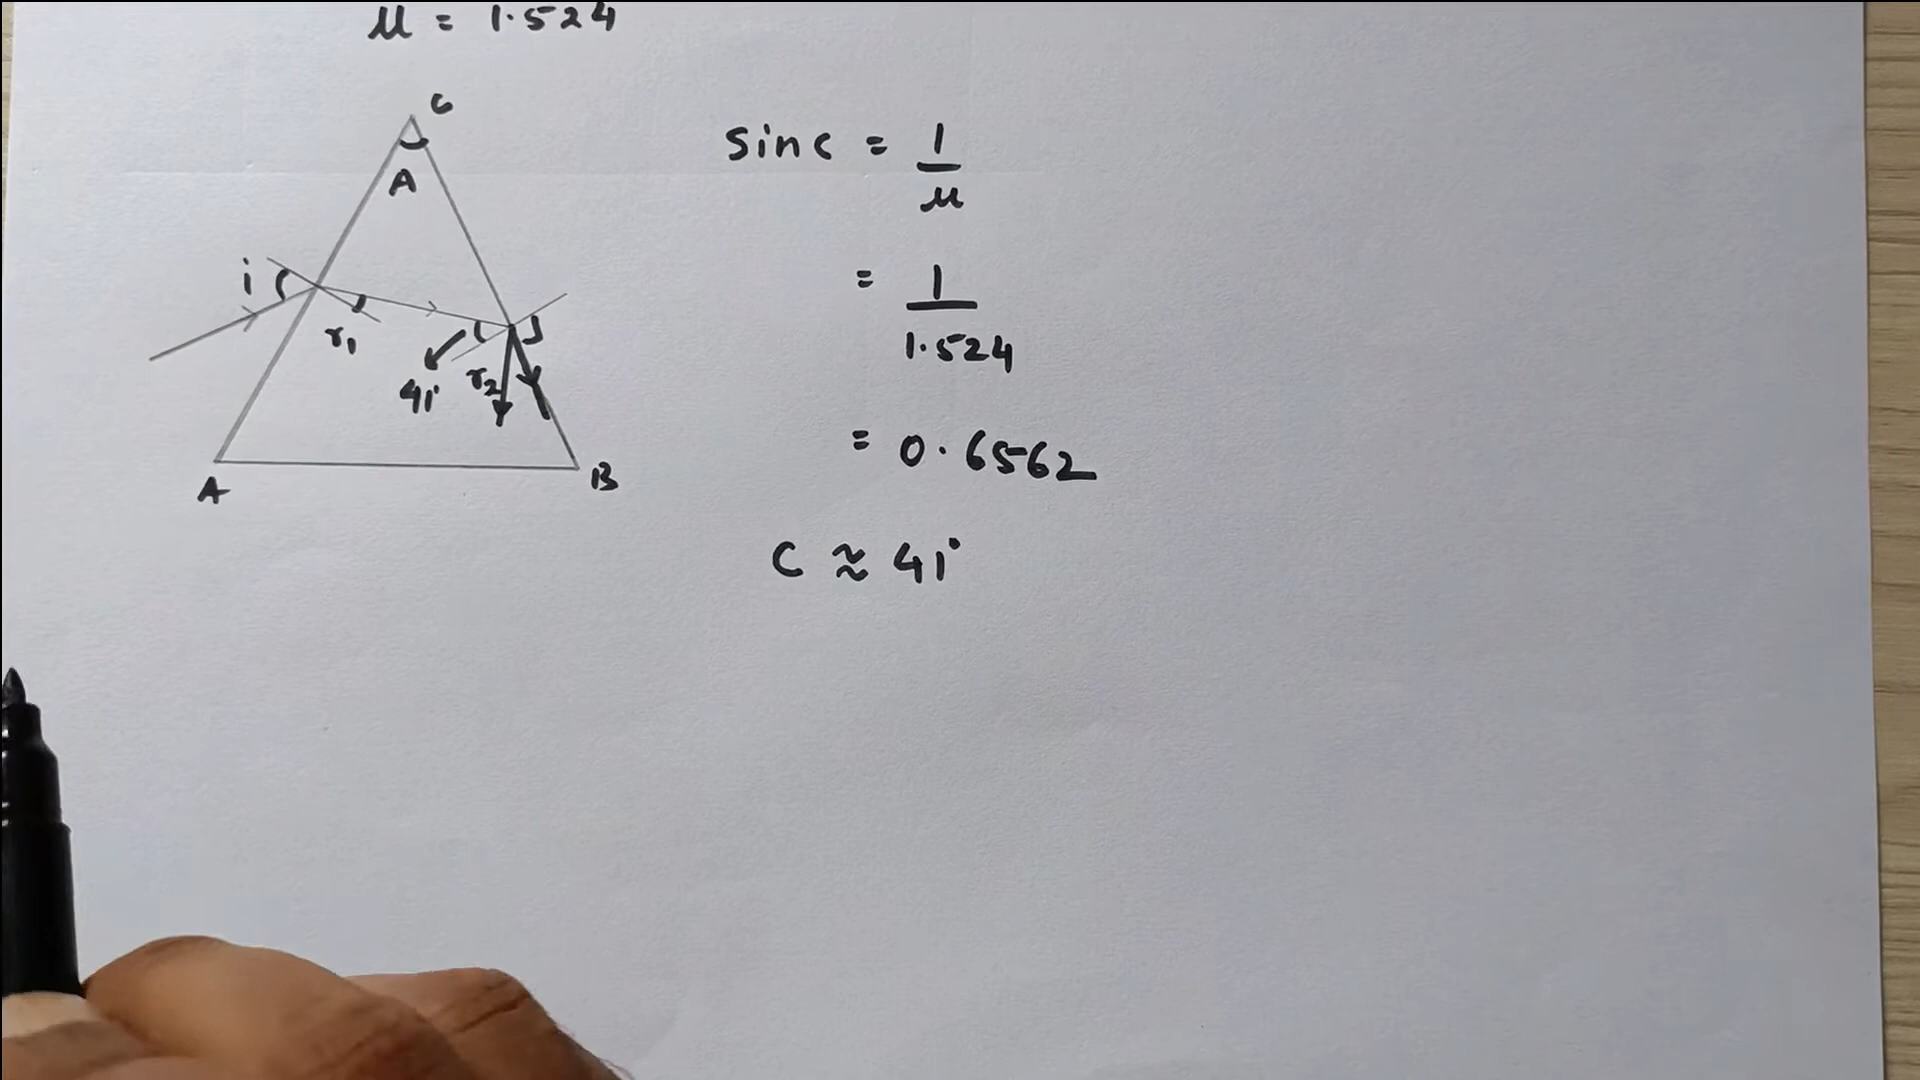 μ = 1.524
C
A
i
r₁
41°
r₂
A
B
sin c = 1/μ
= 1/1.524
= 0.6562
C ≈ 41°